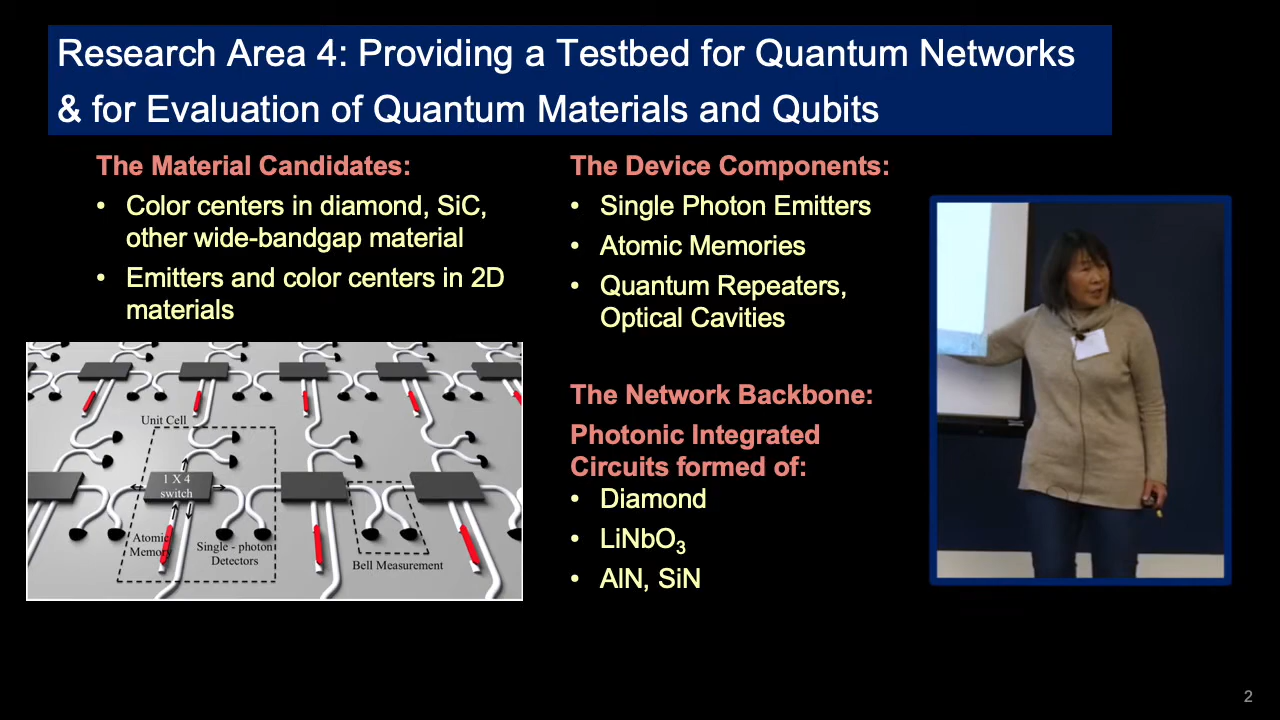 Research Area 4: Providing a Testbed for Quantum Networks
& for Evaluation of Quantum Materials and Qubits
The Material Candidates:
• Color centers in diamond, SiC,
other wide-bandgap material
• Emitters and color centers in 2D
materials
Unit Cell
1 X 4
switch
Atomic
Memory
Single - photon
Detectors
Bell Measurement
The Device Components:
• Single Photon Emitters
• Atomic Memories
• Quantum Repeaters,
Optical Cavities
The Network Backbone:
Photonic Integrated
Circuits formed of:
• Diamond
• LiNbO₃
• AlN, SiN
2